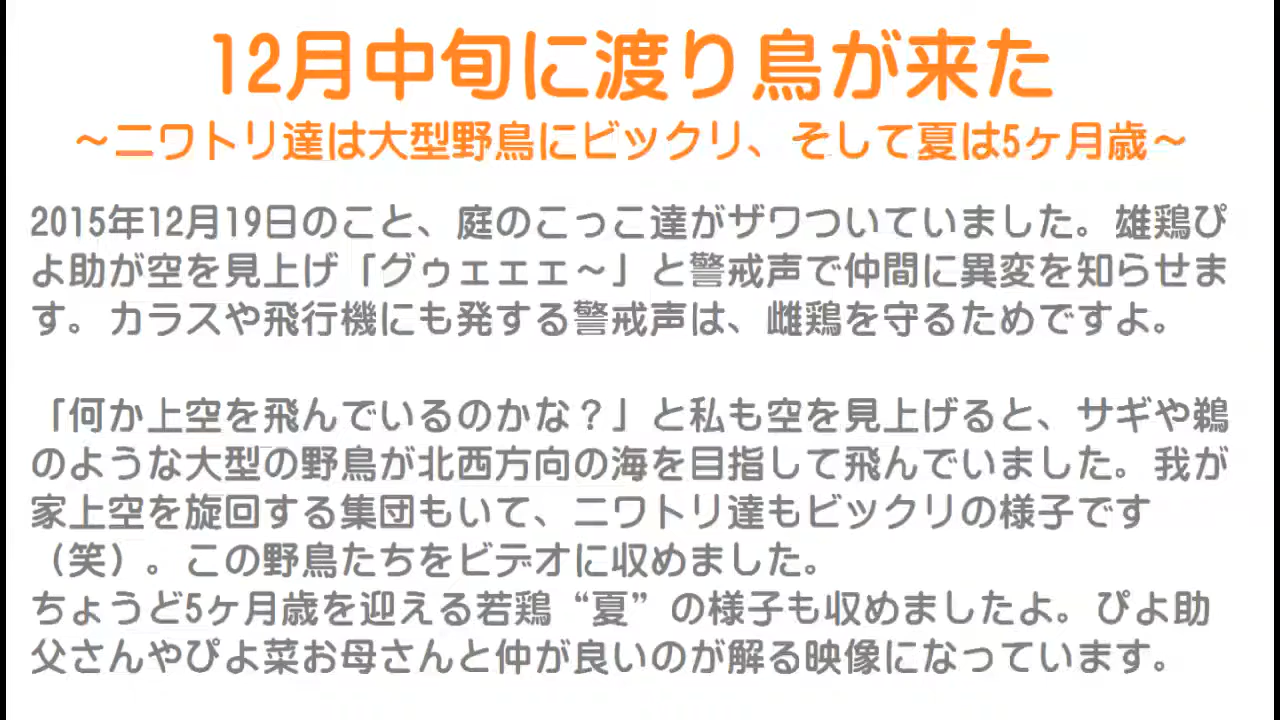 12月中旬に渡り鳥が来た
～ニワトリ達は大型野鳥にビックリ、そして夏は5ヶ月歳～
2015年12月19日のこと、庭のこっこ達がザワついていました。雄鶏ぴ
よ助が空を見上げ「グゥェェェ～」と警戒声で仲間に異変を知らせま
す。カラスや飛行機にも発する警戒声は、雌鶏を守るためですよ。
「何か上空を飛んでいるのかな？」と私も空を見上げると、サギや鵜
のような大型の野鳥が北西方向の海を目指して飛んでいました。我が
家上空を旋回する集団もいて、ニワトリ達もビックリの様子です
（笑）。この野鳥たちをビデオに収めました。
ちょうど5ヶ月歳を迎える若鶏“夏”の様子も収めましたよ。ぴよ助
父さんやぴよ菜お母さんと仲が良いのが解る映像になっています。